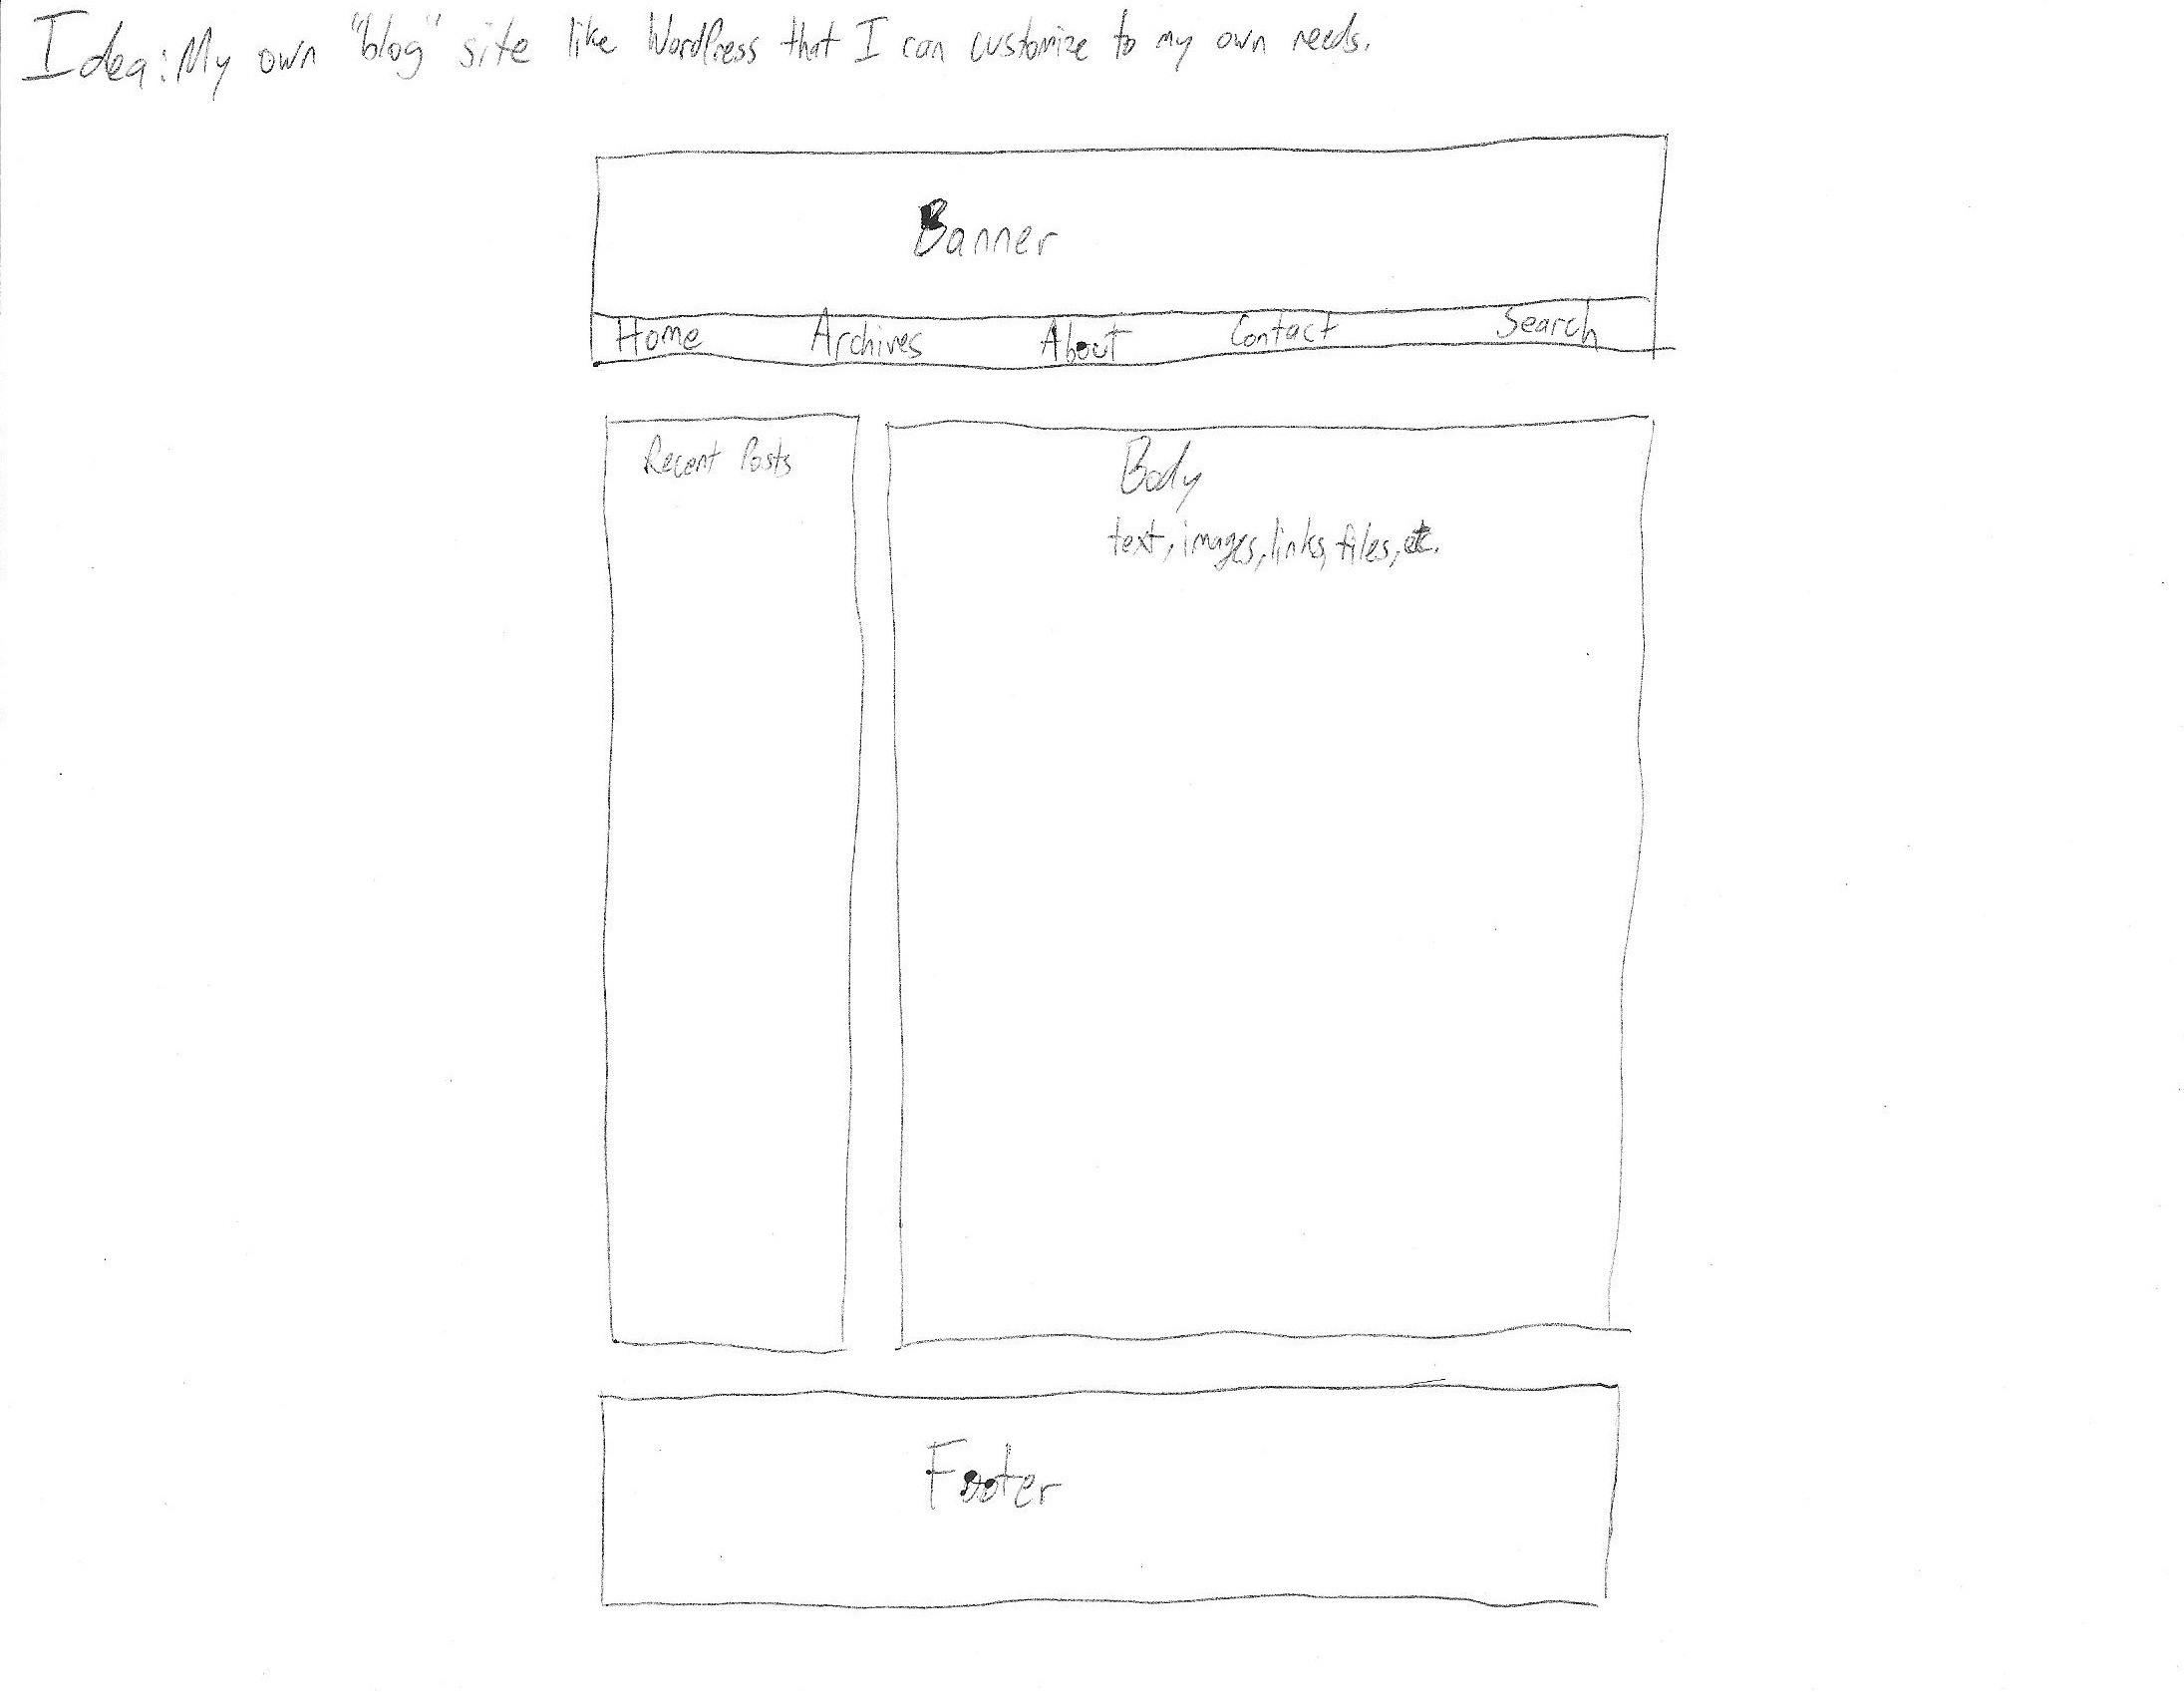 Idea: My own "blog" site like WordPress that I can customize to my own needs.
Banner
Home Archives About Contact Search
Recent Posts
Body
text, images, links, files, etc.
Footer